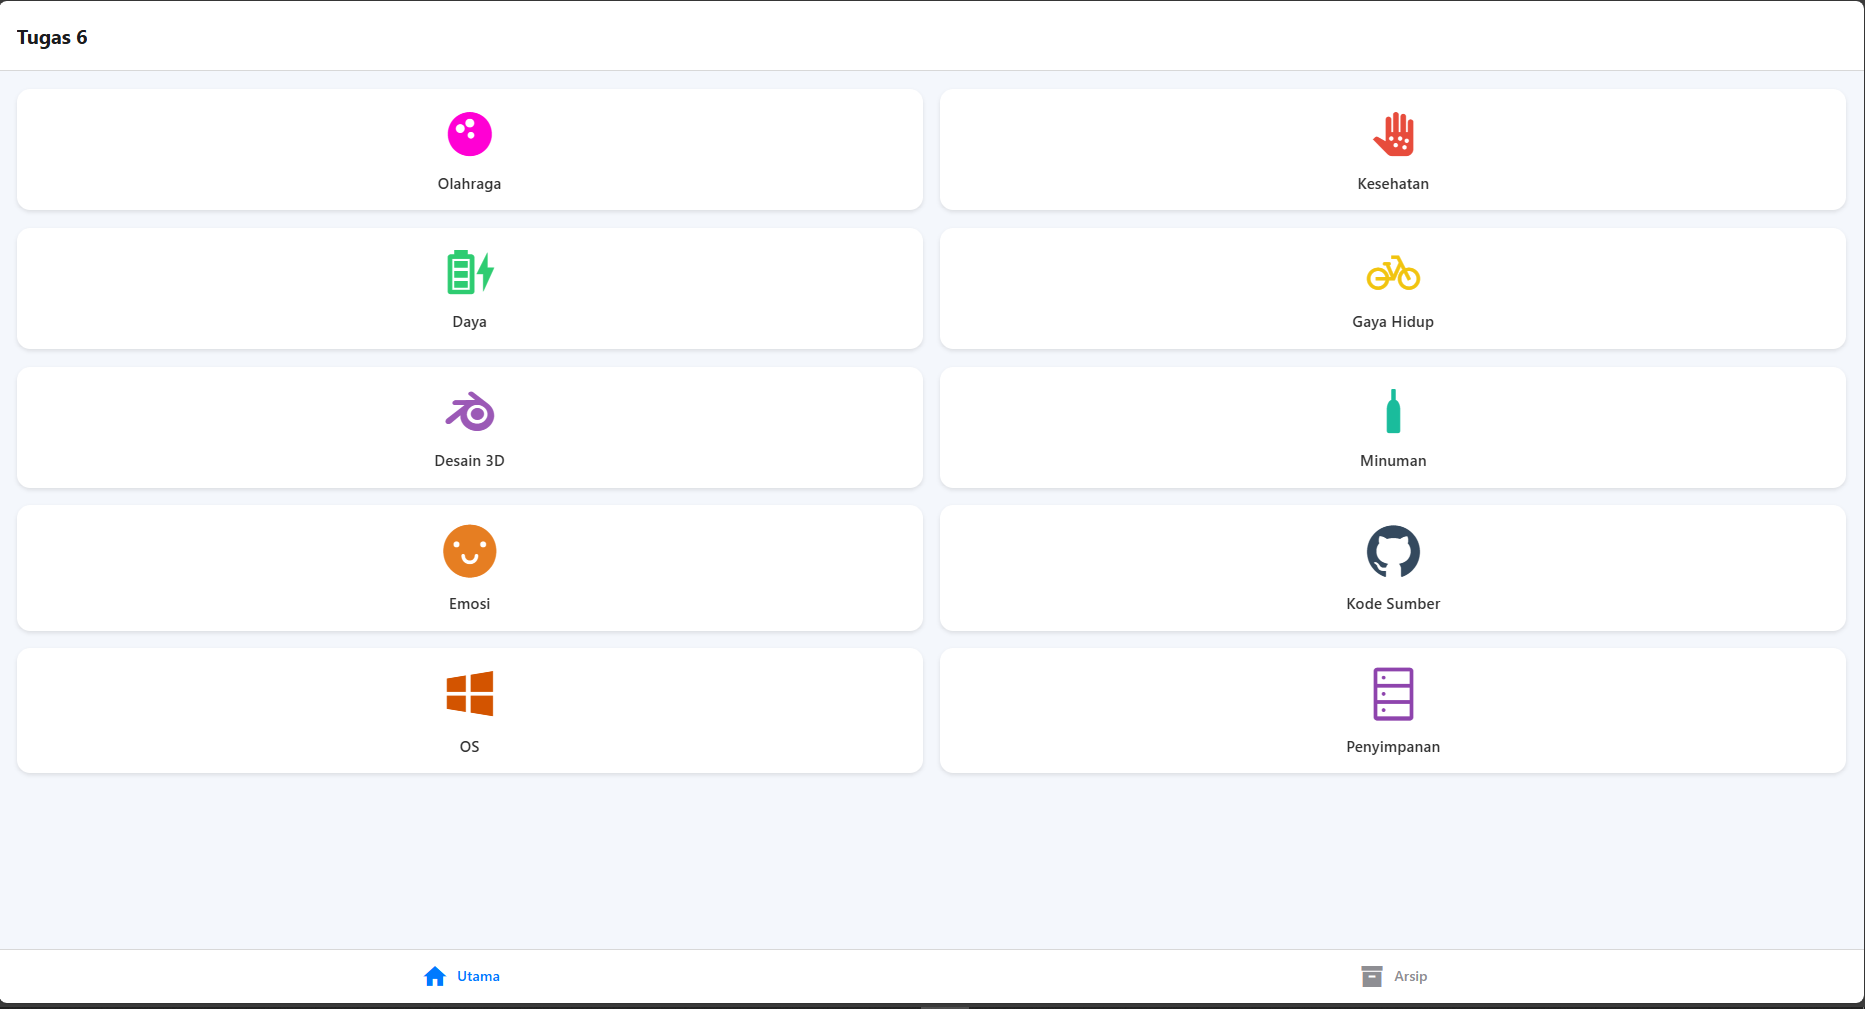 Tugas 6
Olahraga
Kesehatan
Daya
Gaya Hidup
Desain 3D
Minuman
Emosi
Kode Sumber
OS
Penyimpanan
Utama
Arsip